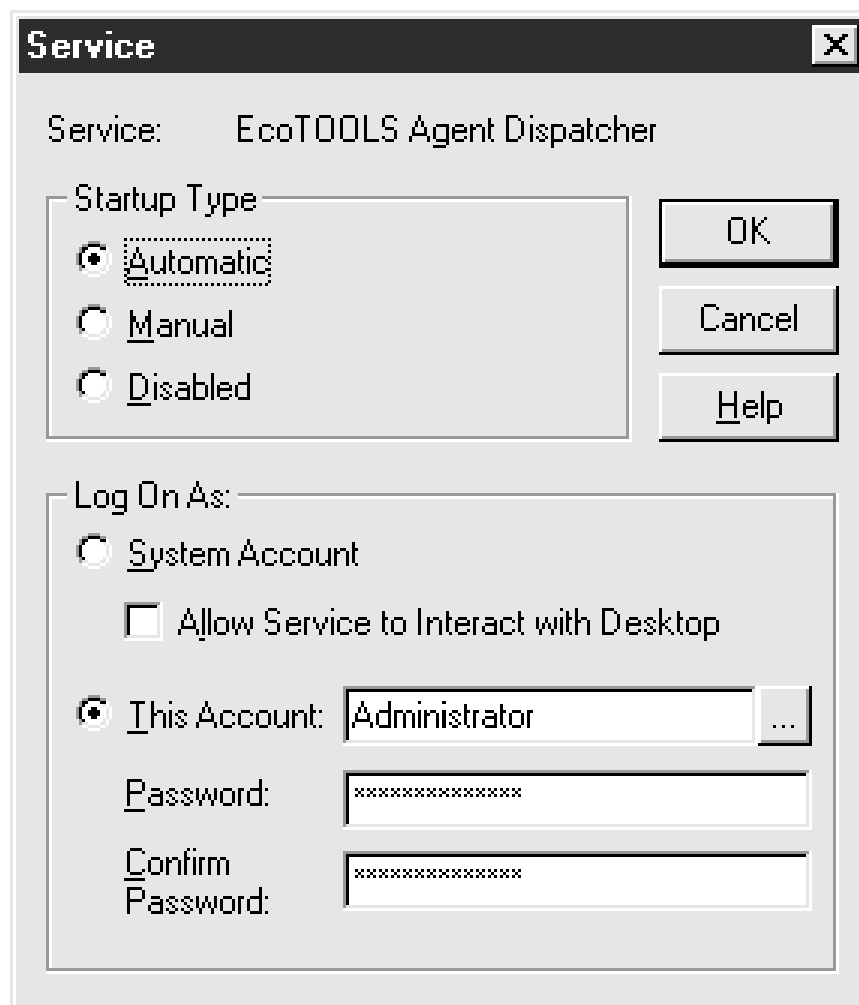 Service
Service: EcoTOOLS Agent Dispatcher
Startup Type
Automatic
Manual
Disabled
OK
Cancel
Help
Log On As:
System Account
Allow Service to Interact with Desktop
This Account: Administrator ...
Password: **************
Confirm
Password: **************